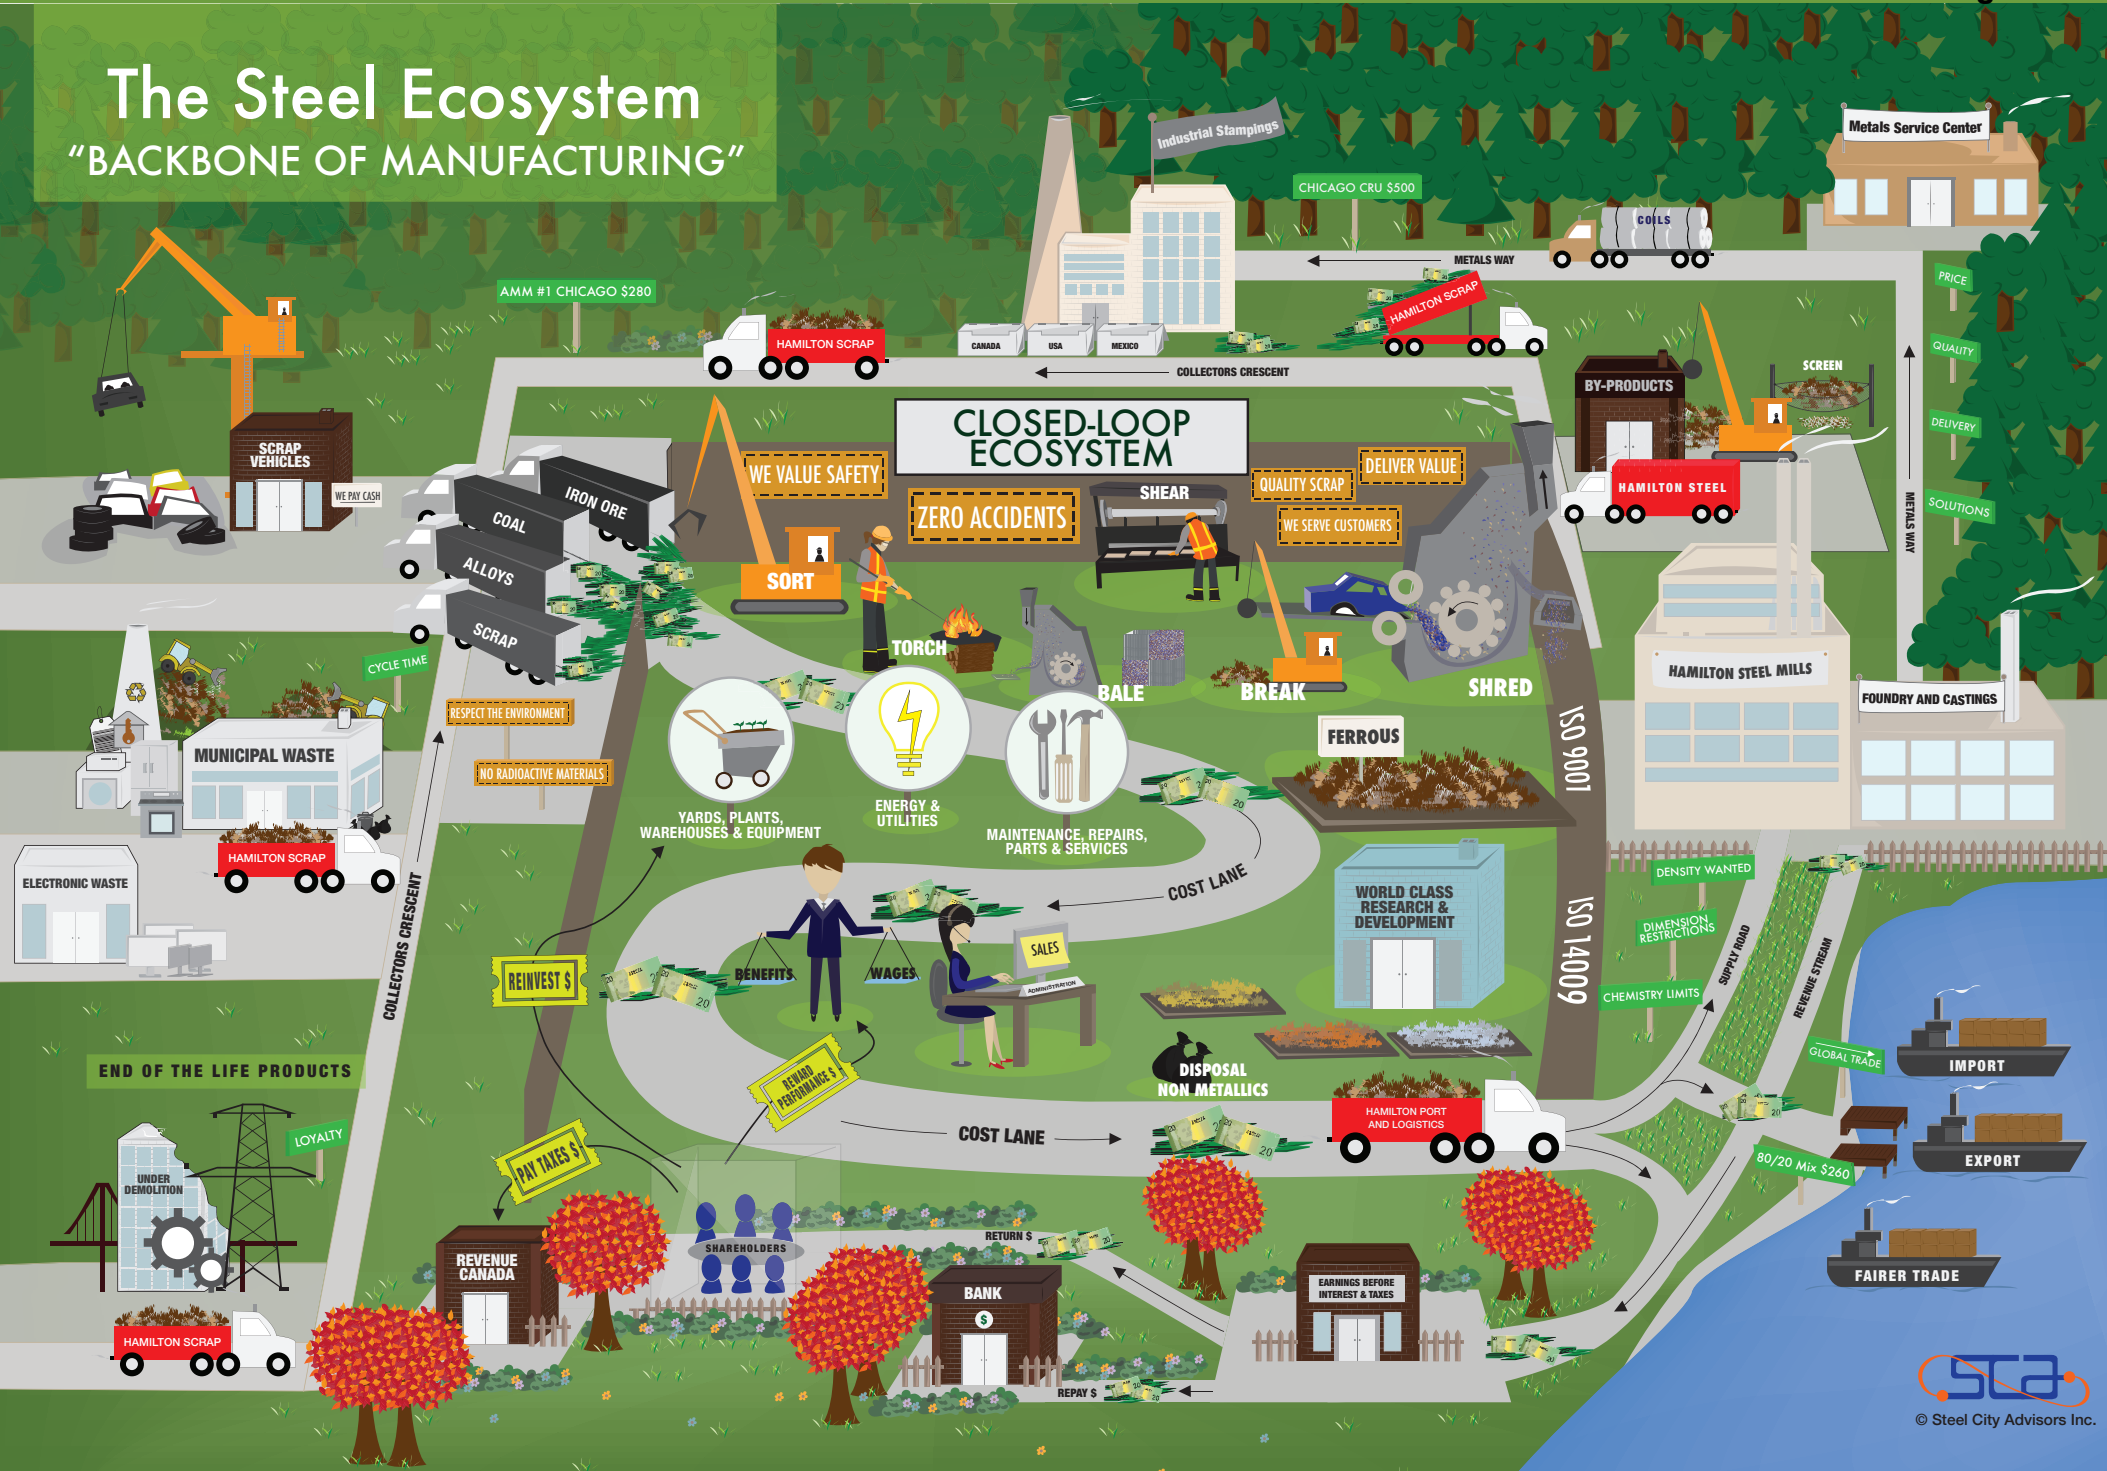 The Steel Ecosystem
“BACKBONE OF MANUFACTURING”
Industrial Stampings
Metals Service Center
CHICAGO CRU $500
COILS
METALS WAY
AMM #1 CHICAGO $280
HAMILTON SCRAP
CANADA
USA
MEXICO
HAMILTON SCRAP
COLLECTORS CRESCENT
PRICE
QUALITY
DELIVERY
SOLUTIONS
METALS WAY
BY-PRODUCTS
SCREEN
HAMILTON STEEL
CLOSED-LOOP
ECOSYSTEM
SCRAP
VEHICLES
WE PAY CASH
IRON ORE
COAL
ALLOYS
SCRAP
WE VALUE SAFETY
ZERO ACCIDENTS
SHEAR
QUALITY SCRAP
DELIVER VALUE
WE SERVE CUSTOMERS
SORT
TORCH
BALE
BREAK
SHRED
CYCLE TIME
RESPECT THE ENVIRONMENT
NO RADIOACTIVE MATERIALS
MUNICIPAL WASTE
HAMILTON SCRAP
ELECTRONIC WASTE
COLLECTORS CRESCENT
HAMILTON STEEL MILLS
FOUNDRY AND CASTINGS
FERROUS
ISO 9001
ISO 14009
YARDS, PLANTS,
WAREHOUSES & EQUIPMENT
ENERGY &
UTILITIES
MAINTENANCE, REPAIRS,
PARTS & SERVICES
COST LANE
WORLD CLASS
RESEARCH &
DEVELOPMENT
DENSITY WANTED
DIMENSION
RESTRICTIONS
CHEMISTRY LIMITS
SUPPLY ROAD
REVENUE STREAM
REINVEST $
BENEFITS
WAGES
SALES
ADMINISTRATION
20
20
20
20
DISPOSAL
NON METALLICS
REWARD
PERFORMANCE $
PAY TAXES $
COST LANE
HAMILTON PORT
AND LOGISTICS
GLOBAL TRADE
IMPORT
EXPORT
FAIRER TRADE
80/20 Mix $260
END OF THE LIFE PRODUCTS
LOYALTY
UNDER
DEMOLITION
HAMILTON SCRAP
REVENUE
CANADA
SHAREHOLDERS
RETURN $
BANK
$
REPAY $
EARNINGS BEFORE
INTEREST & TAXES
sca
© Steel City Advisors Inc.